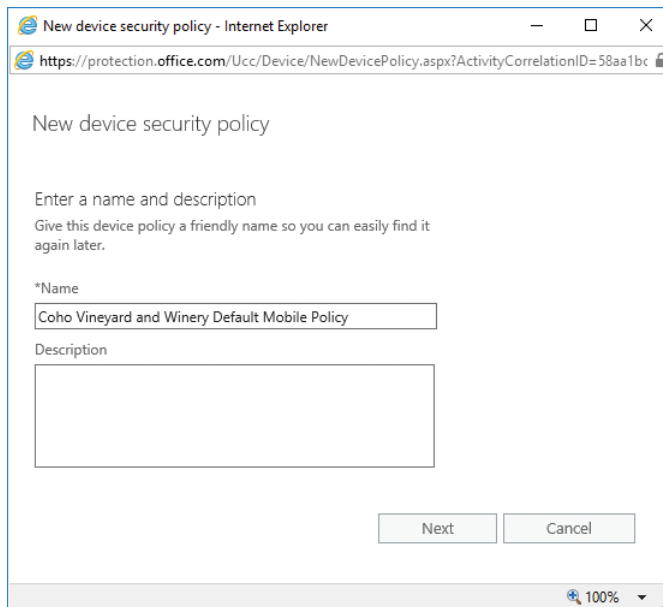 New device security policy - Internet Explorer
https://protection.office.com/Ucc/Device/NewDevicePolicy.aspx?ActivityCorrelationID=58aa1bc
New device security policy
Enter a name and description
Give this device policy a friendly name so you can easily find it
again later.
*Name
Coho Vineyard and Winery Default Mobile Policy
Description
Next
Cancel
100%